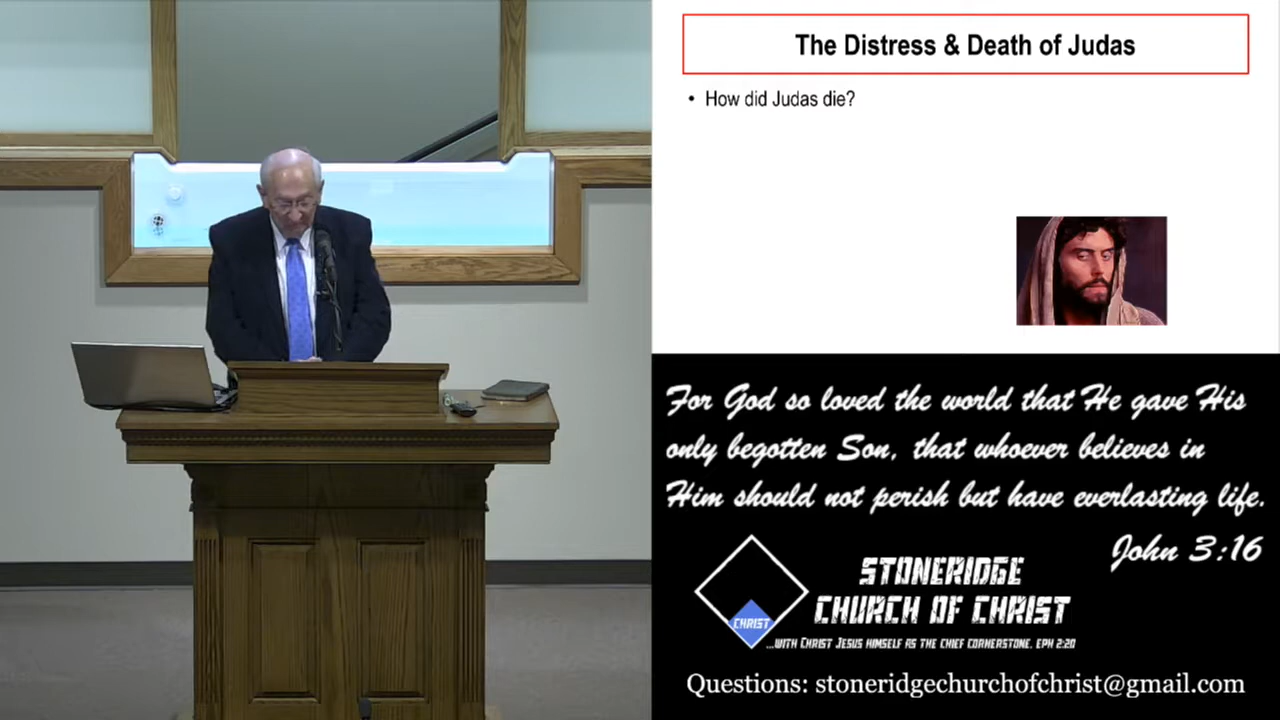 The Distress & Death of Judas
• How did Judas die?
For God so loved the world that He gave His
only begotten Son, that whoever believes in
Him should not perish but have everlasting life.
John 3:16
CHRIST
STONERIDGE
CHURCH OF CHRIST
...WITH CHRIST JESUS HIMSELF AS THE CHIEF CORNERSTONE. EPH 2:20
Questions: stoneridgechurchofchrist@gmail.com